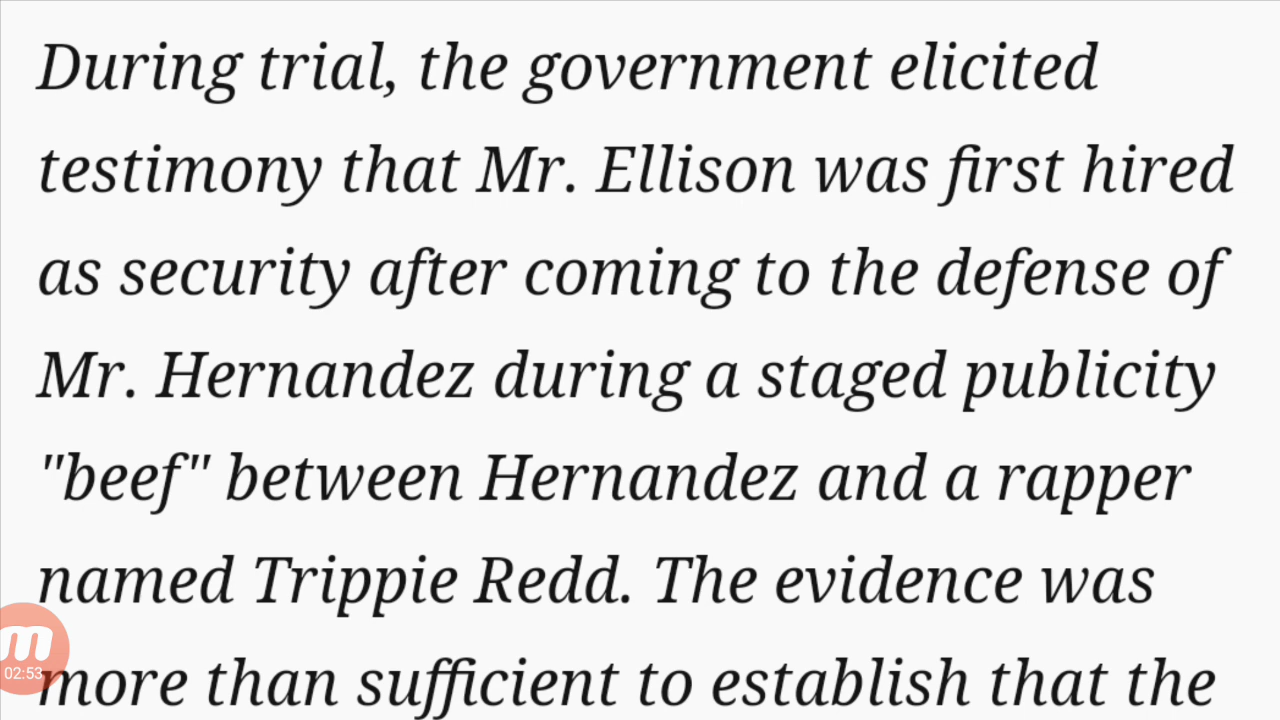 During trial, the government elicited
testimony that Mr. Ellison was first hired
as security after coming to the defense of
Mr. Hernandez during a staged publicity
"beef" between Hernandez and a rapper
named Trippie Redd. The evidence was
more than sufficient to establish that the
m
02:53